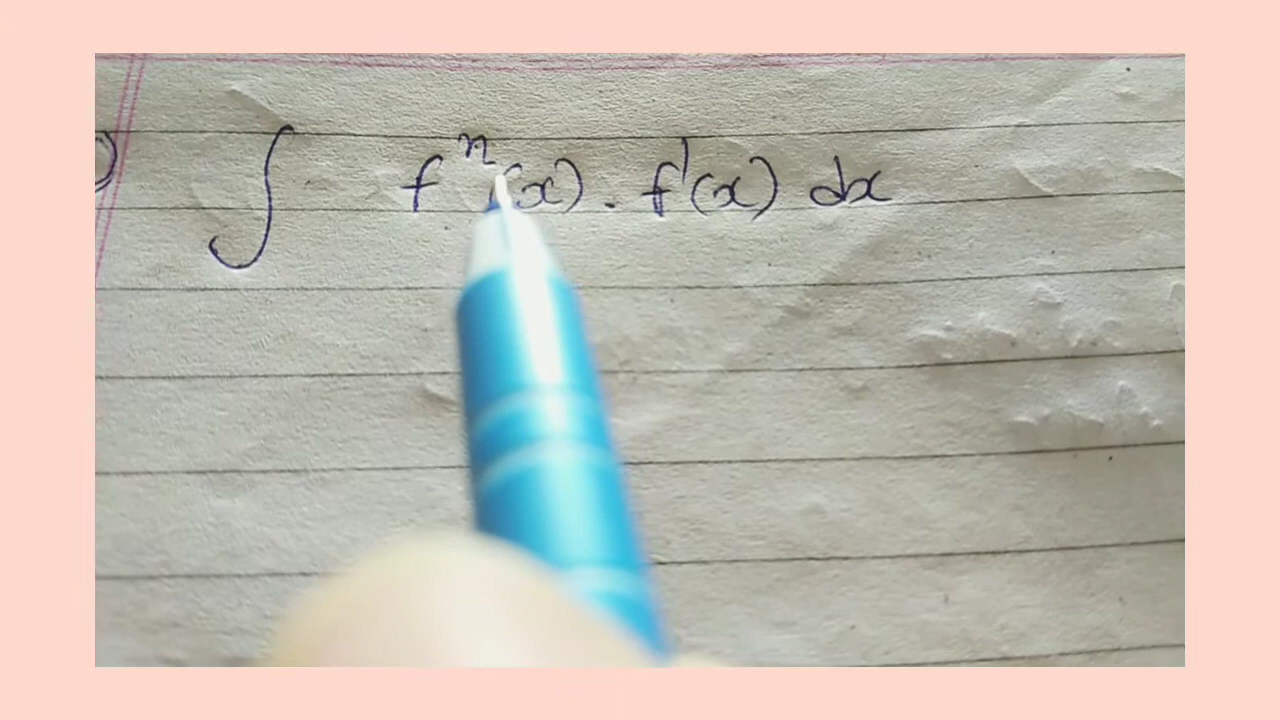 ) ∫ fⁿ(x) . f'(x) dx